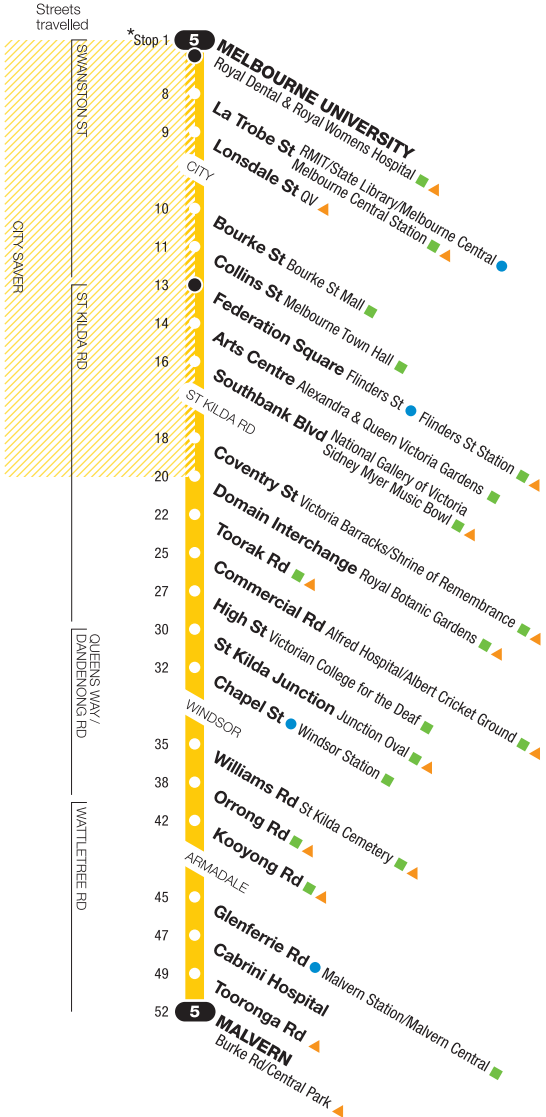 Streets
travelled
*Stop 1
5
MELBOURNE UNIVERSITY
Royal Dental & Royal Womens Hospital
8
La Trobe St RMIT/State Library/Melbourne Central
Melbourne Central Station
9
Lonsdale St QV
CITY
10
Bourke St Bourke St Mall
11
Collins St Melbourne Town Hall
13
Federation Square Flinders St Flinders St Station
14
Arts Centre Alexandra & Queen Victoria Gardens
16
Southbank Blvd National Gallery of Victoria
Sidney Myer Music Bowl
ST KILDA RD
18
Coventry St Victoria Barracks/Shrine of Remembrance
20
Domain Interchange Royal Botanic Gardens
22
Toorak Rd
25
Commercial Rd Alfred Hospital/Albert Cricket Ground
27
High St Victorian College for the Deaf
30
St Kilda Junction Junction Oval
32
Chapel St Windsor Station
WINDSOR
35
Williams Rd St Kilda Cemetery
38
Orrong Rd
42
Kooyong Rd
ARMADALE
45
Glenferrie Rd Malvern Station/Malvern Central
47
Cabrini Hospital
49
Tooronga Rd
52
5
MALVERN
Burke Rd/Central Park
SWANSTON ST
CITY SAVER
ST KILDA RD
QUEENS WAY/
DANDENONG RD
WATTLETREE RD